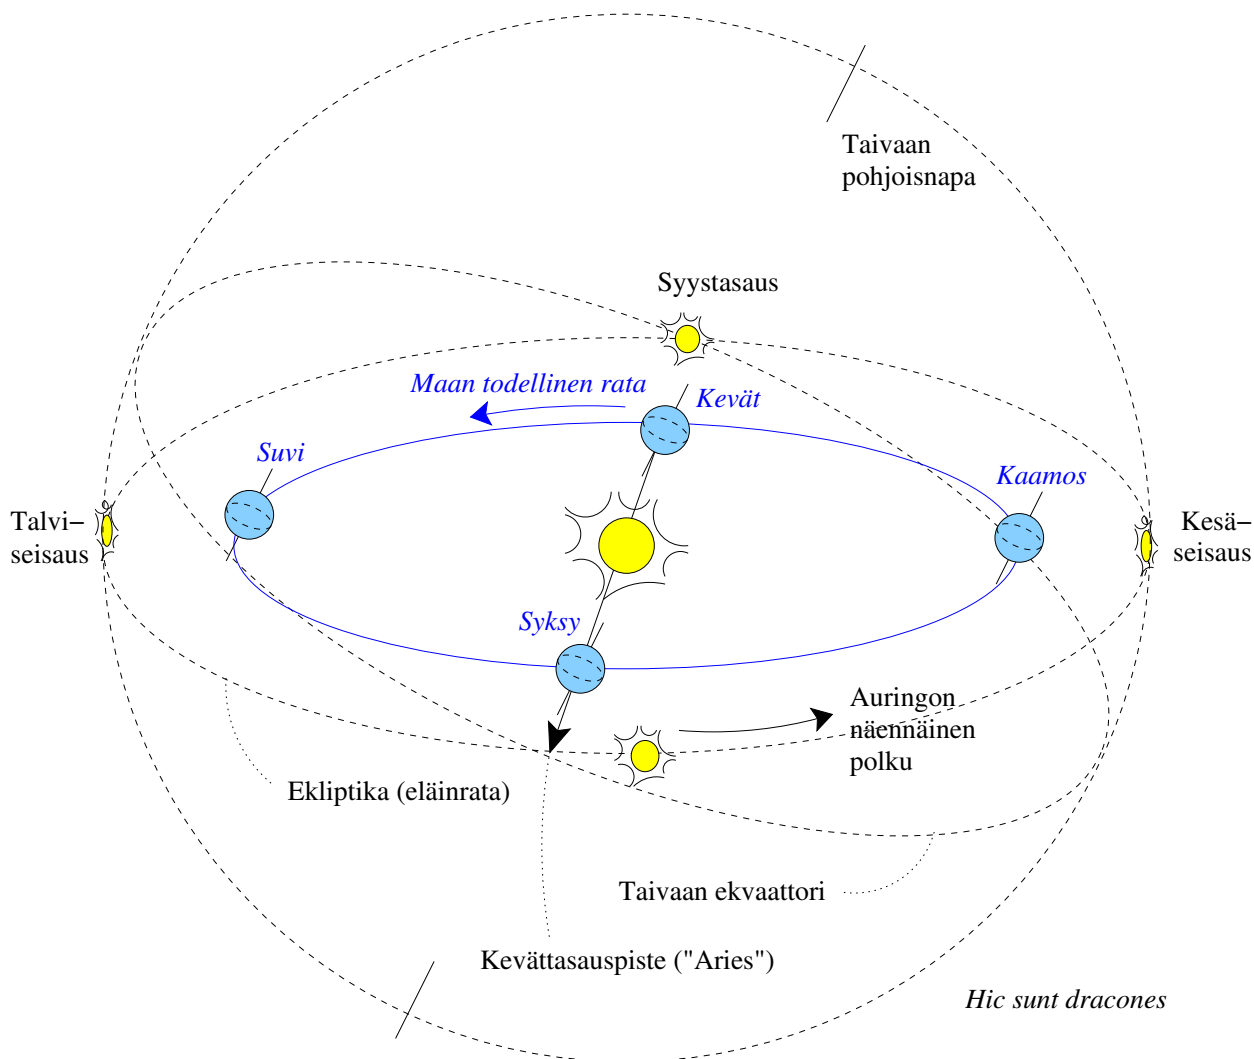 Taivaan
pohjoisnapa
Syystasaus
Maan todellinen rata
Kevät
Suvi
Kaamos
Talvi–
seisaus
Kesä–
seisaus
Syksy
Auringon
näennäinen
polku
Ekliptika (eläinrata)
Taivaan ekvaattori
Kevättasauspiste ("Aries")
Hic sunt dracones